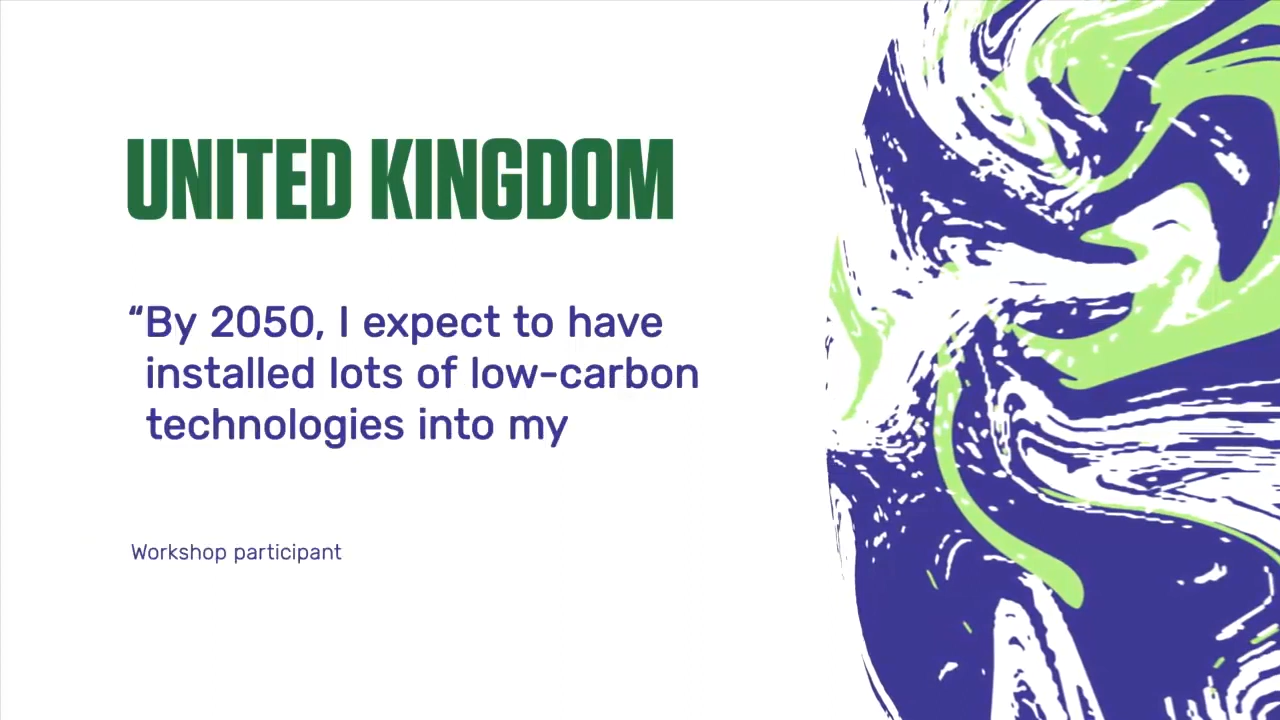 UNITED KINGDOM
“By 2050, I expect to have
installed lots of low-carbon
technologies into my
Workshop participant